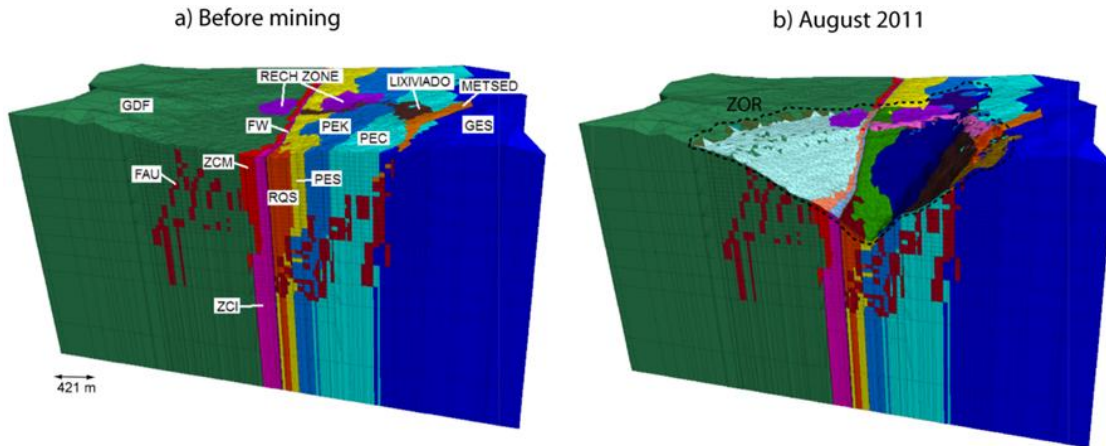 a) Before mining
b) August 2011
RECH ZONE
LIXIVIADO
METSED
GDF
FW
PEK
GES
PEC
ZCM
FAU
PES
RQS
ZCI
421 m
ZOR